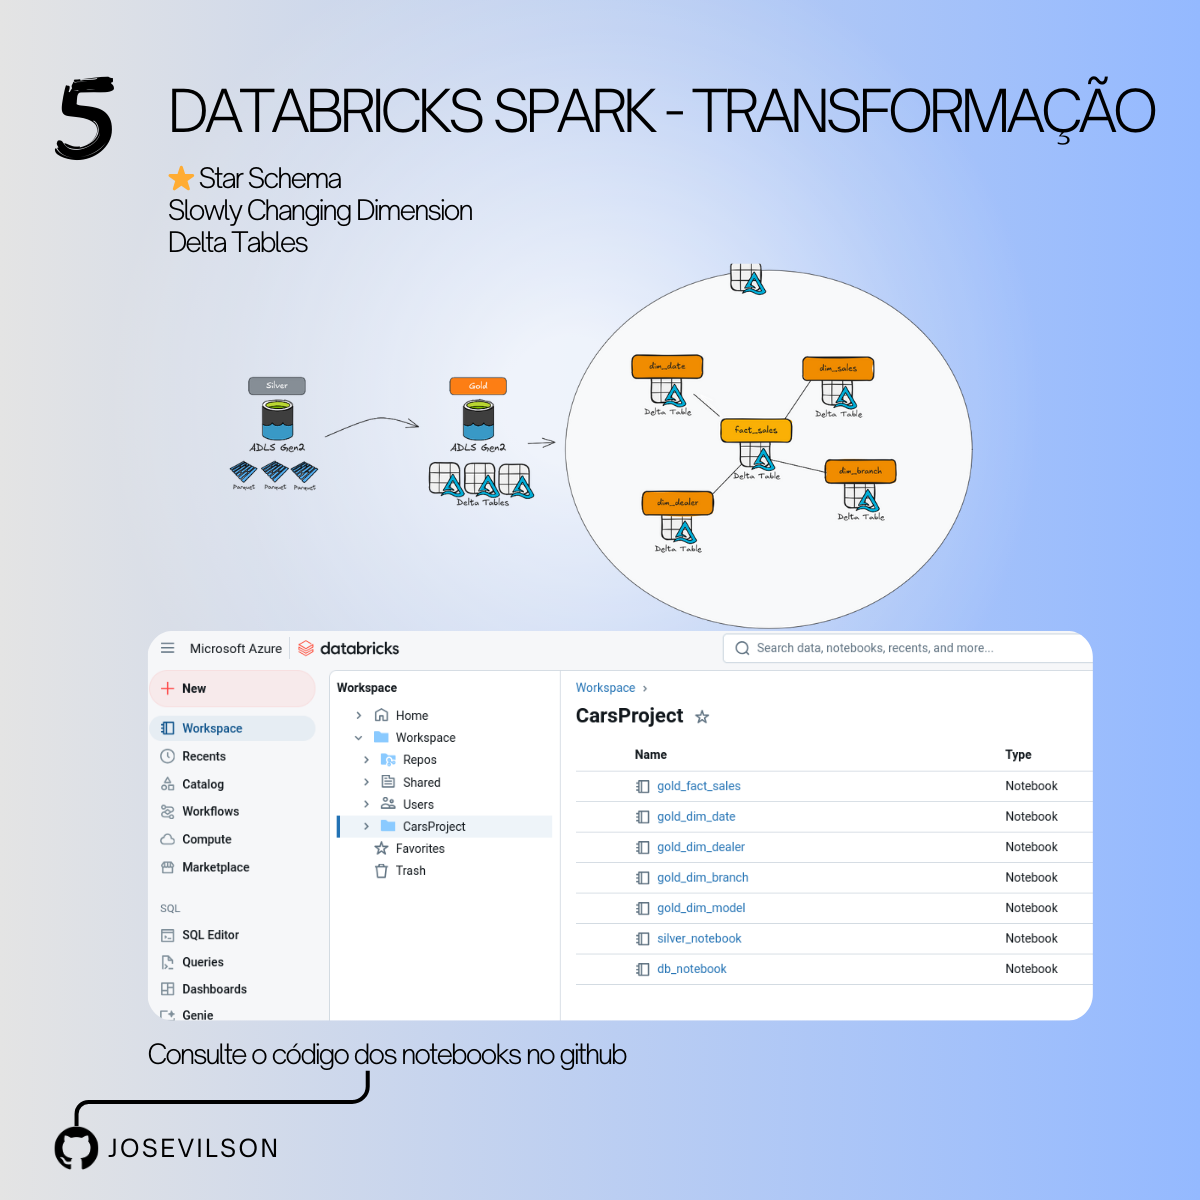 5
DATABRICKS SPARK - TRANSFORMAÇÃO
Star Schema
Slowly Changing Dimension
Delta Tables
Silver
ADLS Gen2
Parquet Parquet Parquet
Gold
ADLS Gen2
Delta Tables
dim_date
Delta Table
dim_sales
Delta Table
fact_sales
Delta Table
dim_branch
Delta Table
dim_dealer
Delta Table
Microsoft Azure databricks
Search data, notebooks, recents, and more...
New
Workspace
Recents
Catalog
Workflows
Compute
Marketplace
SQL
SQL Editor
Queries
Dashboards
Genie
Workspace
Home
Workspace
Repos
Shared
Users
CarsProject
Favorites
Trash
Workspace ›
CarsProject
Name Type
gold_fact_sales Notebook
gold_dim_date Notebook
gold_dim_dealer Notebook
gold_dim_branch Notebook
gold_dim_model Notebook
silver_notebook Notebook
db_notebook Notebook
Consulte o código dos notebooks no github
JOSEVILSON